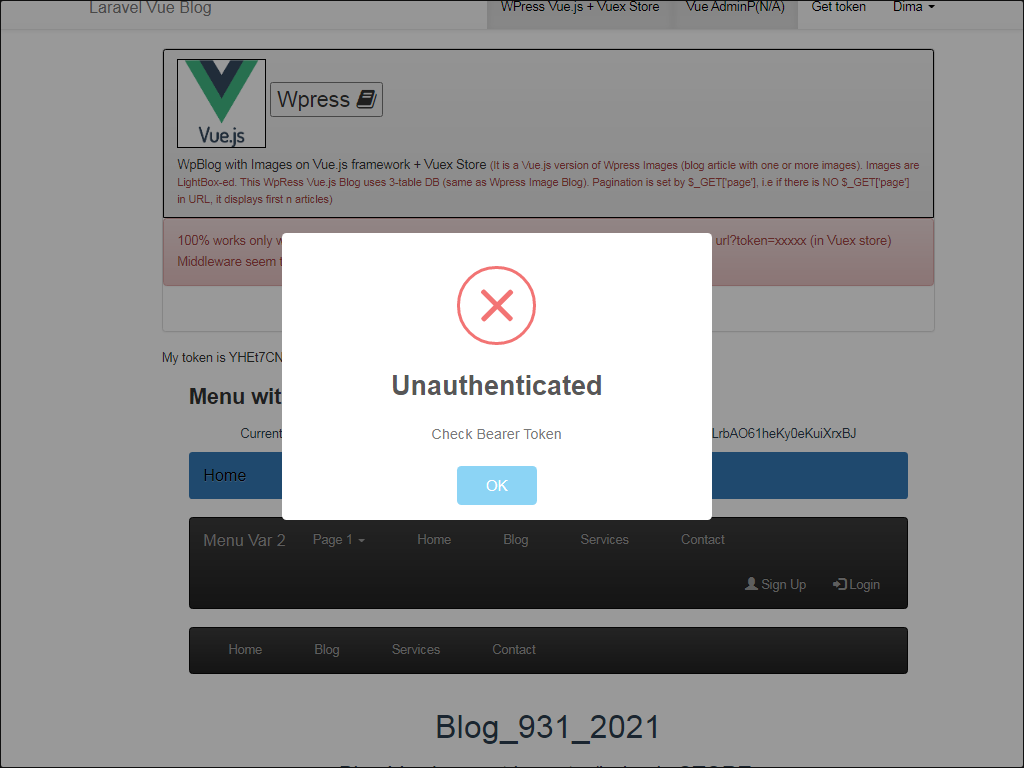 Laravel Vue Blog
WPress Vue.js + Vuex Store
Vue AdminP(N/A)
Get token
Dima
Vue.js
Wpress
WpBlog with Images on Vue.js framework + Vuex Store (It is a Vue.js version of Wpress Images (blog article with one or more images). Images are
LightBox-ed. This WpRess Vue.js Blog uses 3-table DB (same as Wpress Image Blog). Pagination is set by $_GET['page'], i.e if there is NO $_GET['page']
in URL, it displays first n articles)
100% works only
url?token=xxxxx (in Vuex store)
Middleware seem
My token is YHEt7CN
Menu wit
Current
LrbAO61heKy0eKuiXrxBJ
Home
Unauthenticated
Check Bearer Token
OK
Menu Var 2
Page 1
Home
Blog
Services
Contact
Sign Up
Login
Home
Blog
Services
Contact
Blog_931_2021